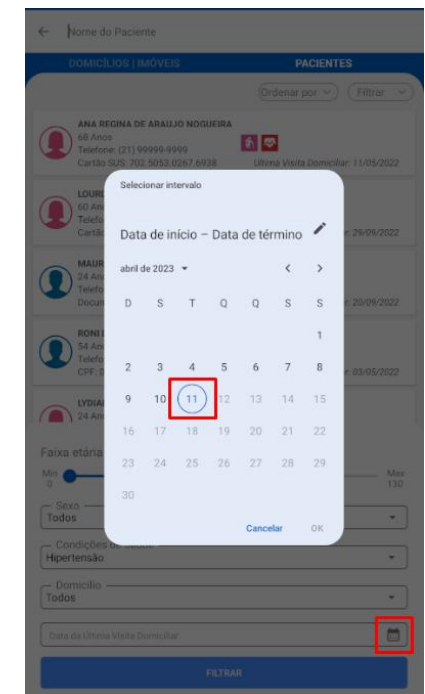 Nome do Paciente
DOMICÍLIOS | IMÓVEIS PACIENTES
Ordenar por Filtrar
ANA REGINA DE ARAUJO NOGUEIRA
68 Anos
Telefone: (21) 99999-9999
Cartão SUS: 702.5053.0267.6938 Última Visita Domiciliar: 11/05/2022
60
29/09/2022
MAUR
24 An
Telefo
Docum r: 20/09/2022
RONI
54 An
Telefo
CPF: r: 03/05/2022
LYDIA
24 An
Selecionar intervalo
Data de início – Data de término
abril de 2023
D S T Q Q S S
1
2 3 4 5 6 7 8
9 10 11 12 13 14 15
16 17 18 19 20 21 22
23 24 25 26 27 28 29
30
Cancelar OK
Faixa etária
Min Max
0 130
Sexo
Todos
Condições de
Hipertensão
Domicílio
Todos
Data da Última Visita Domiciliar
FILTRAR